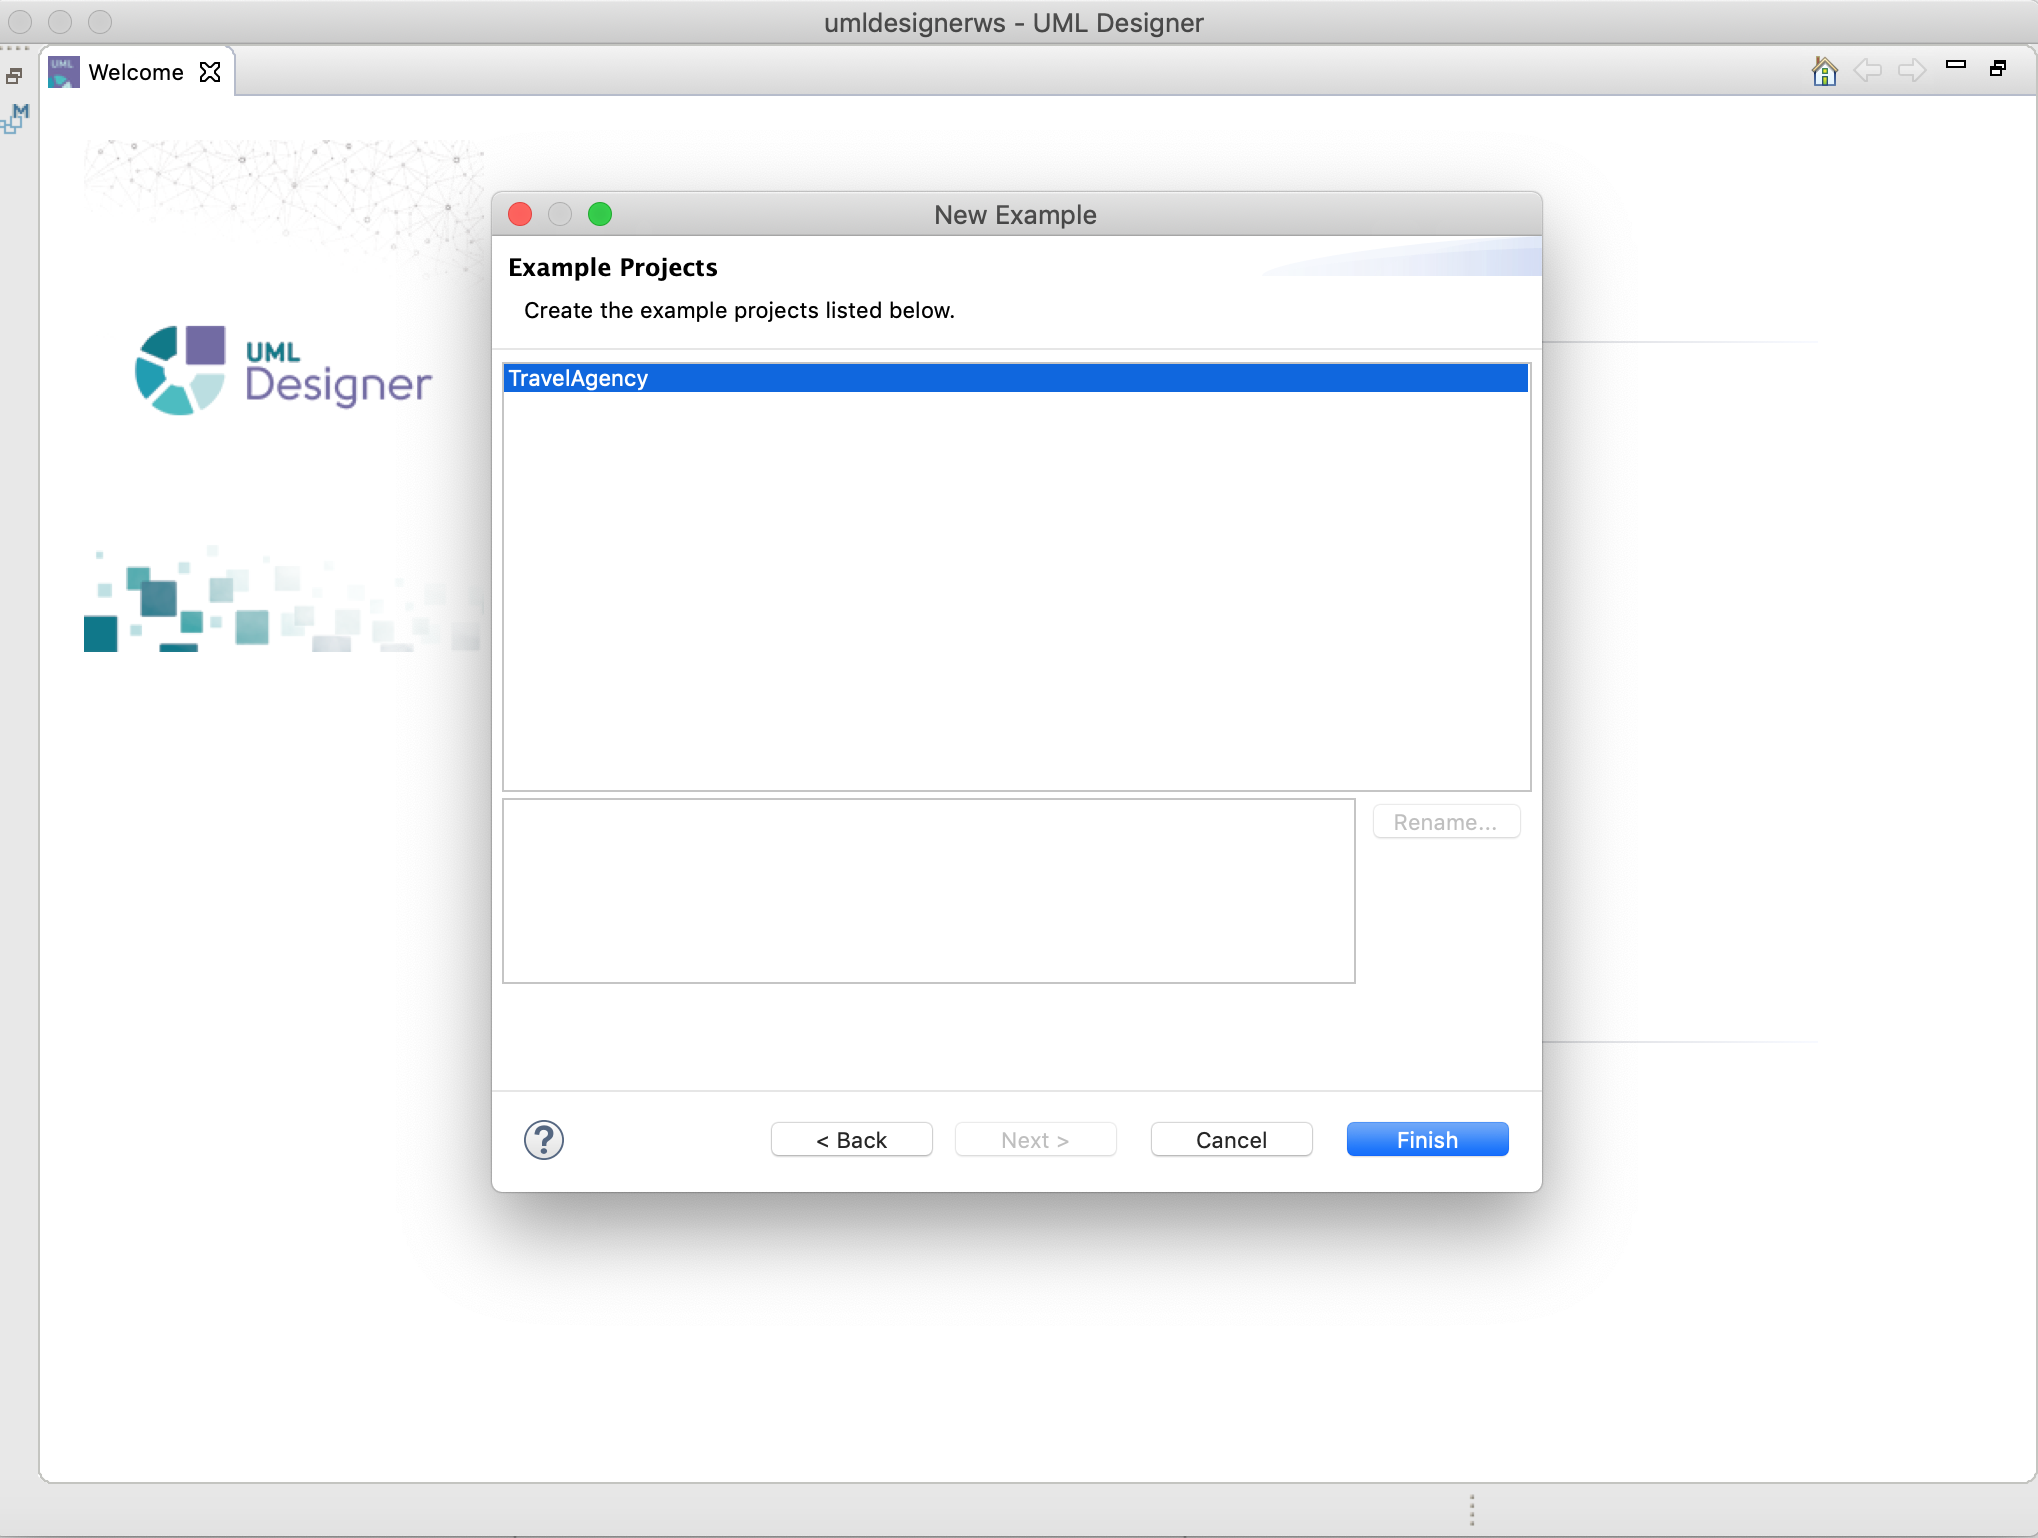 umldesignerws - UML Designer
UML
Welcome
M
New Example
Example Projects
Create the example projects listed below.
UML
Designer
TravelAgency
Rename...
?
< Back
Next >
Cancel
Finish